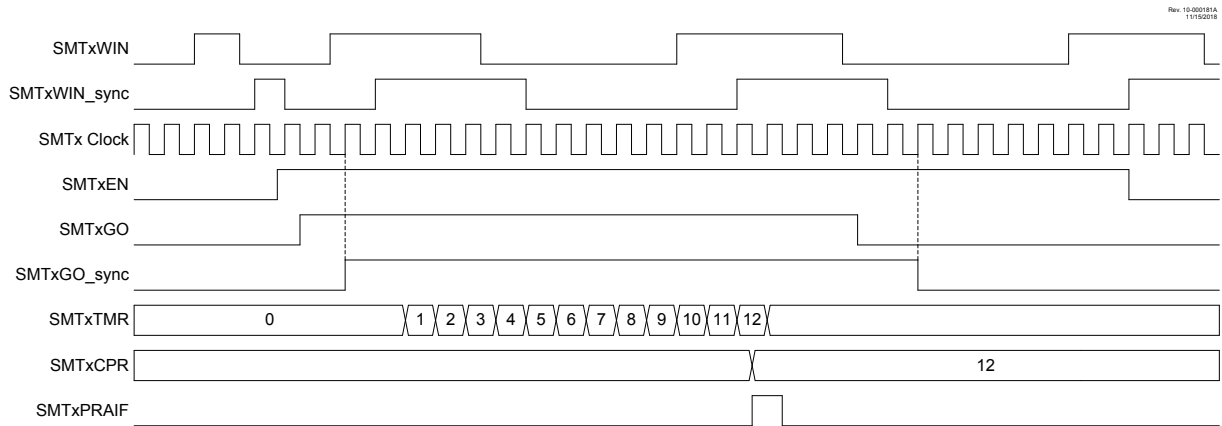 Rev. 10-000181A
11/15/2018
SMTxWIN
SMTxWIN_sync
SMTx Clock
SMTxEN
SMTxGO
SMTxGO_sync
SMTxTMR 0 1 2 3 4 5 6 7 8 9 10 11 12
SMTxCPR 12
SMTxPRAIF